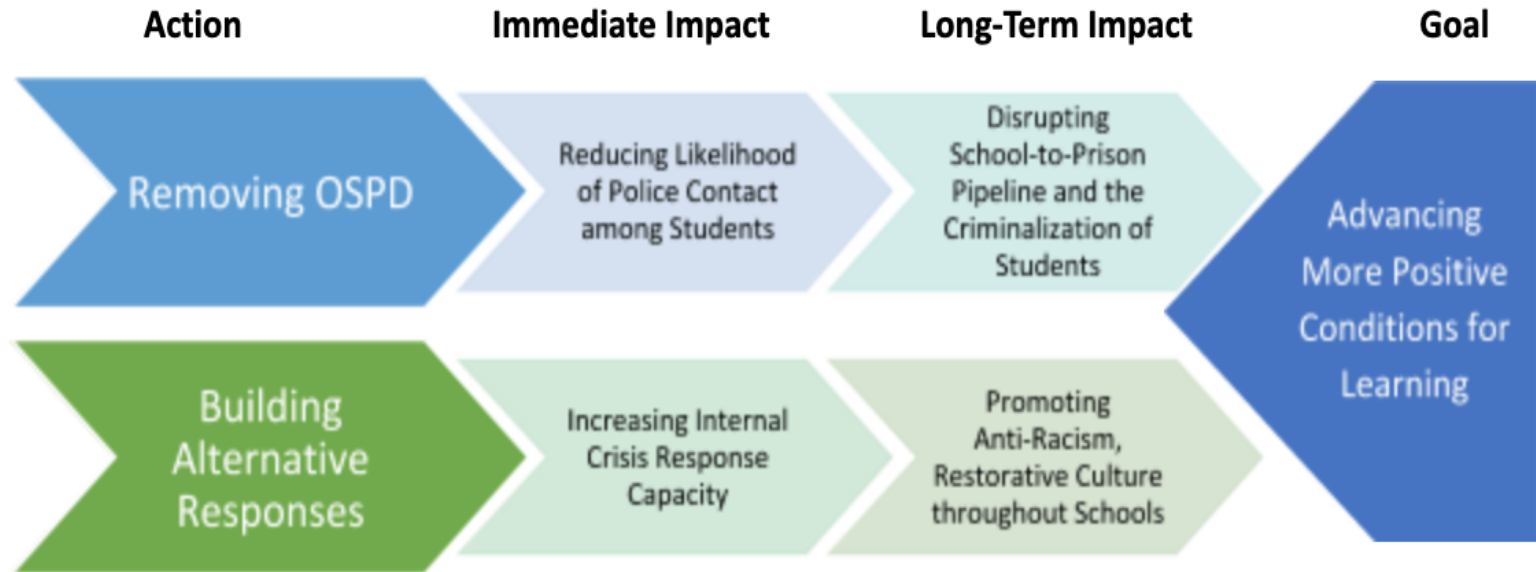 Action
Immediate Impact
Long-Term Impact
Goal
Removing OSPD
Reducing Likelihood
of Police Contact
among Students
Disrupting
School-to-Prison
Pipeline and the
Criminalization of
Students
Advancing
More Positive
Conditions for
Learning
Building
Alternative
Responses
Increasing Internal
Crisis Response
Capacity
Promoting
Anti-Racism,
Restorative Culture
throughout Schools